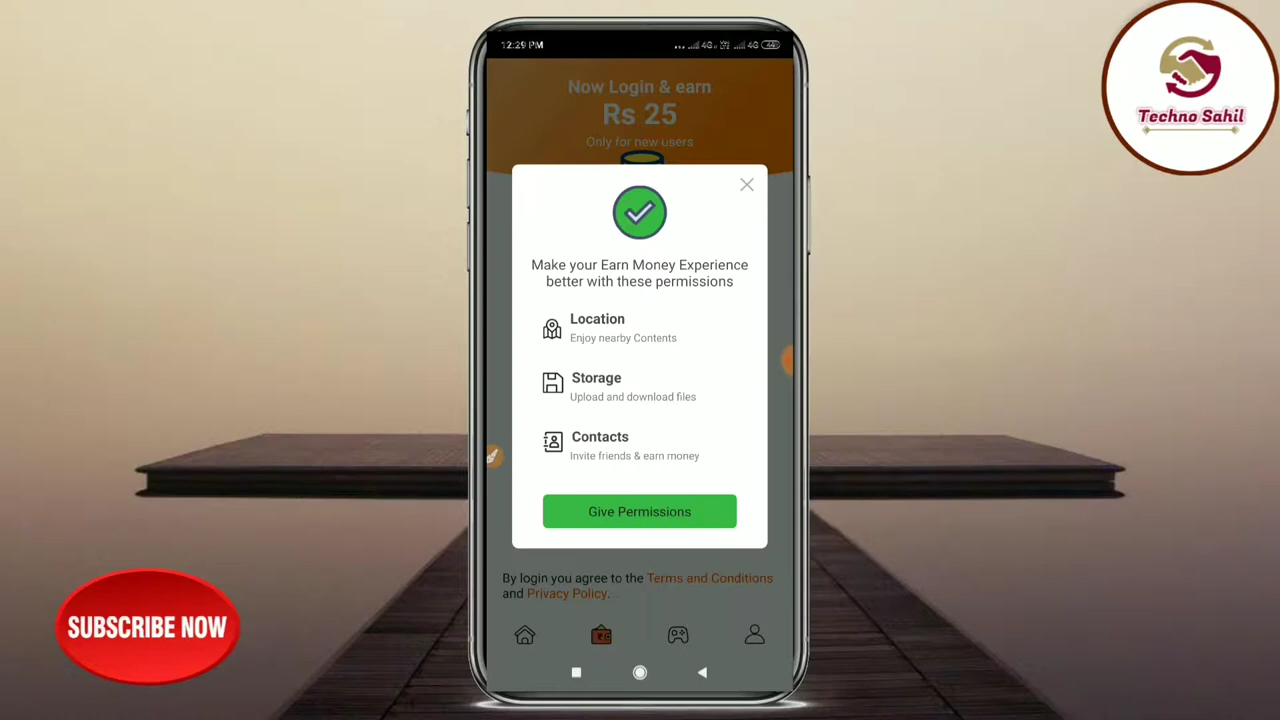 12:29 PM
4G
4G
Now Login & earn
Rs 25
Only for new users
Make your Earn Money Experience
better with these permissions
Location
Enjoy nearby Contents
Storage
Upload and download files
Contacts
Invite friends & earn money
Give Permissions
By login you agree to the Terms and Conditions
and Privacy Policy.
Techno Sahil
SUBSCRIBE NOW